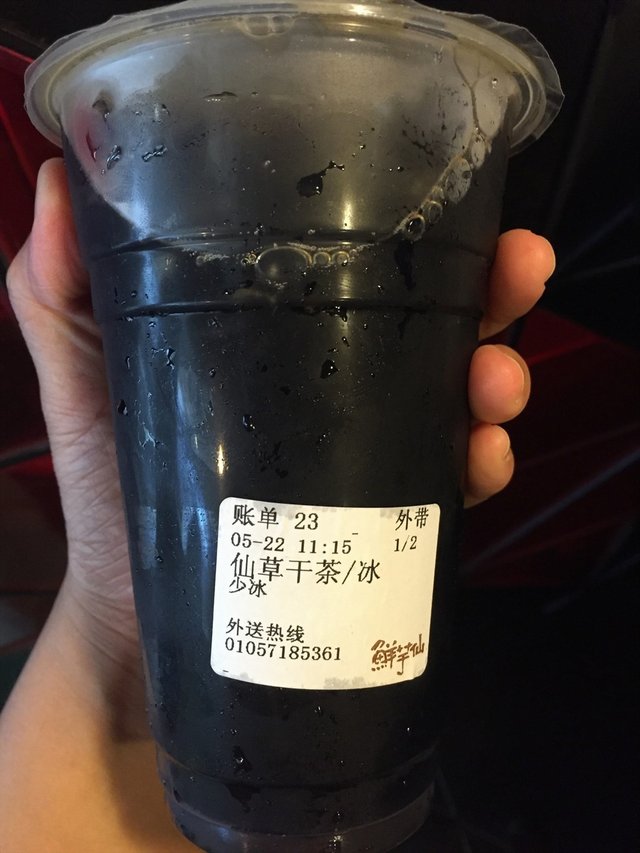 账单 23 外带
05-22 11:15 1/2
仙草干茶/冰
少冰
外送热线
01057185361
鮮芋仙